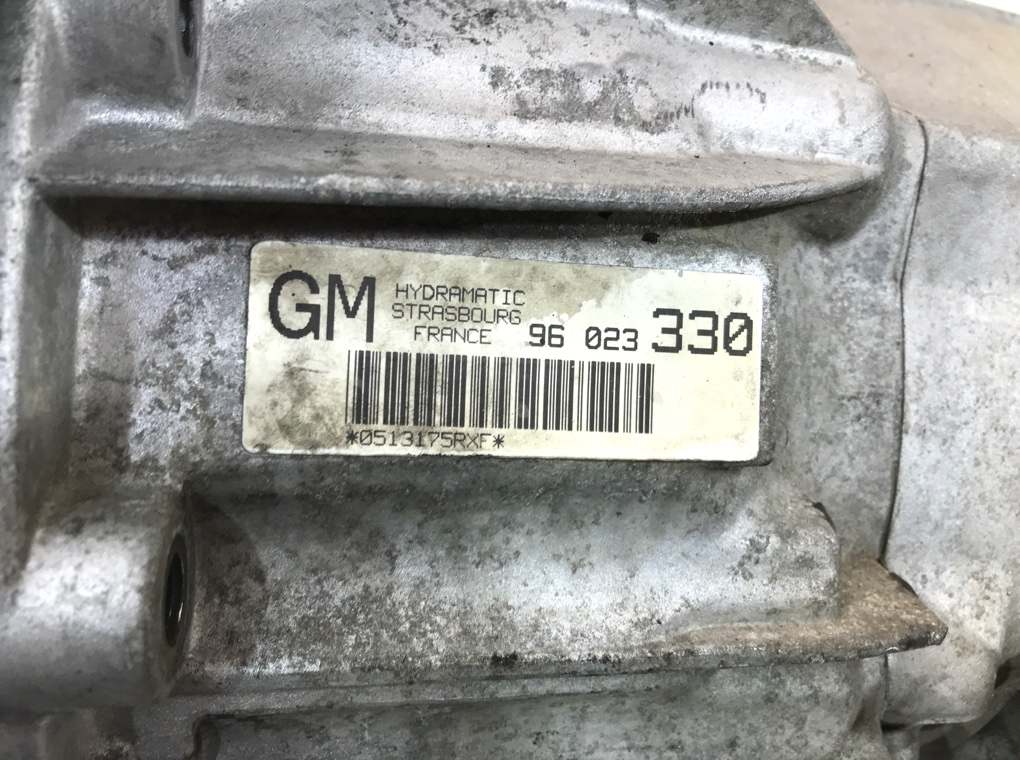 GM
HYDRAMATIC
STRASBOURG
FRANCE 96 023 330
*0513175RXF*